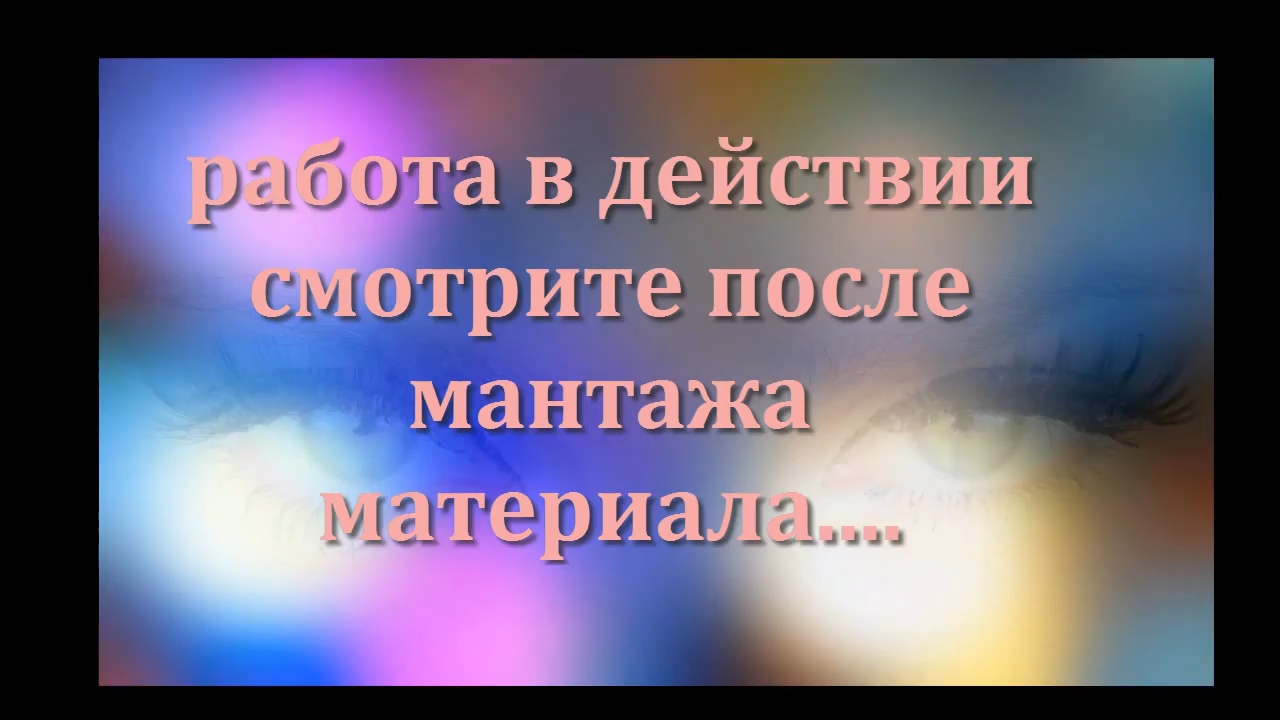 работа в действии
смотрите после
мантажа
материала....